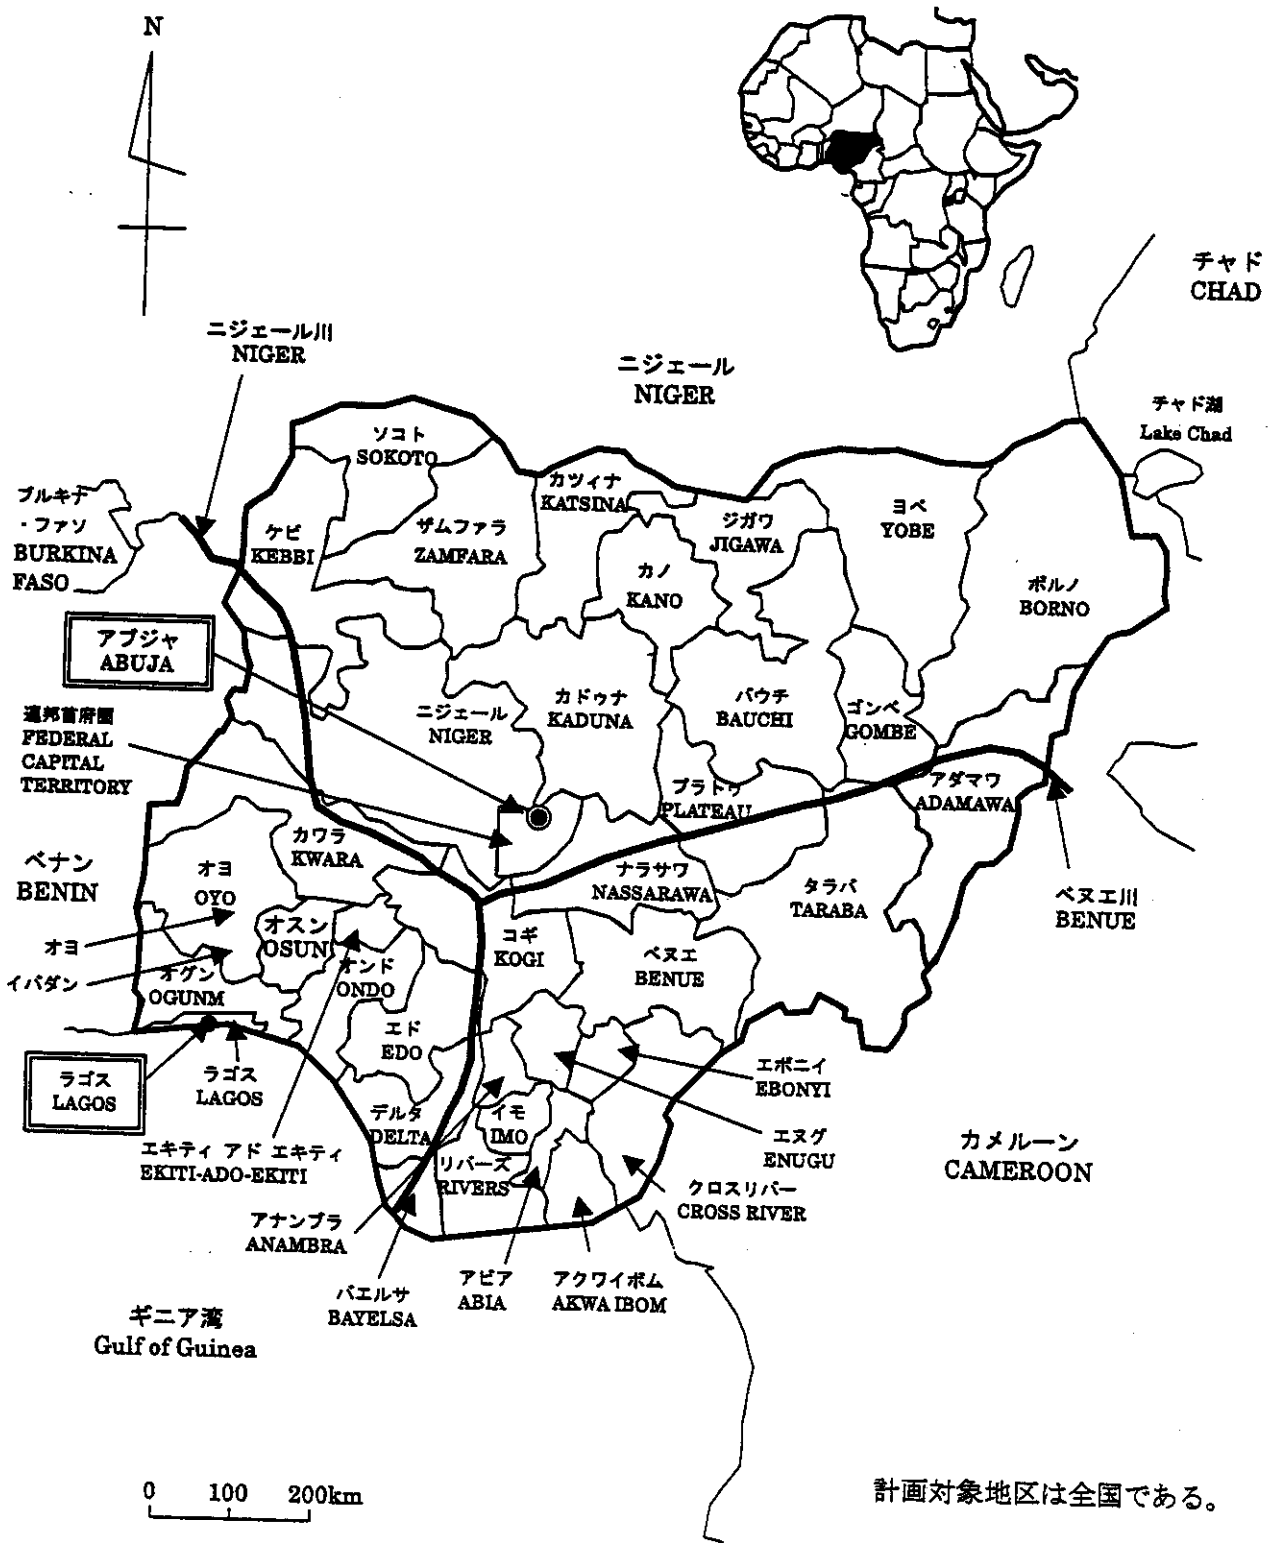 N
チャド
CHAD
ニジェール川
NIGER
ニジェール
NIGER
チャド湖
Lake Chad
ソコト
SOKOTO
カツィナ
KATSINA
ブルキナ
・ファソ
BURKINA
FASO
ケビ
KEBBI
ザムファラ
ZAMFARA
ジガワ
JIGAWA
ヨベ
YOBE
カノ
KANO
ボルノ
BORNO
アブジャ
ABUJA
連邦首府圏
FEDERAL
CAPITAL
TERRITORY
ニジェール
NIGER
カドゥナ
KADUNA
バウチ
BAUCHI
ゴンベ
GOMBE
プラトゥ
PLATEAU
アダマワ
ADAMAWA
カワラ
KWARA
ベナン
BENIN
オヨ
OYO
ナラサワ
NASSARAWA
タラバ
TARABA
ベヌエ川
BENUE
オヨ
オスン
OSUN
コギ
KOGI
ベヌエ
BENUE
イバダン
オグン
OGUNM
オンド
ONDO
エド
EDO
ラゴス
LAGOS
ラゴス
LAGOS
エボニィ
EBONYI
デルタ
DELTA
イモ
IMO
エヌグ
ENUGU
カメルーン
CAMEROON
エキティ アド エキティ
EKITI-ADO-EKITI
リバーズ
RIVERS
クロスリバー
CROSS RIVER
アナンブラ
ANAMBRA
バエルサ
BAYELSA
アビア
ABIA
アクワイボム
AKWA IBOM
ギニア湾
Gulf of Guinea
0 100 200km
計画対象地区は全国である。